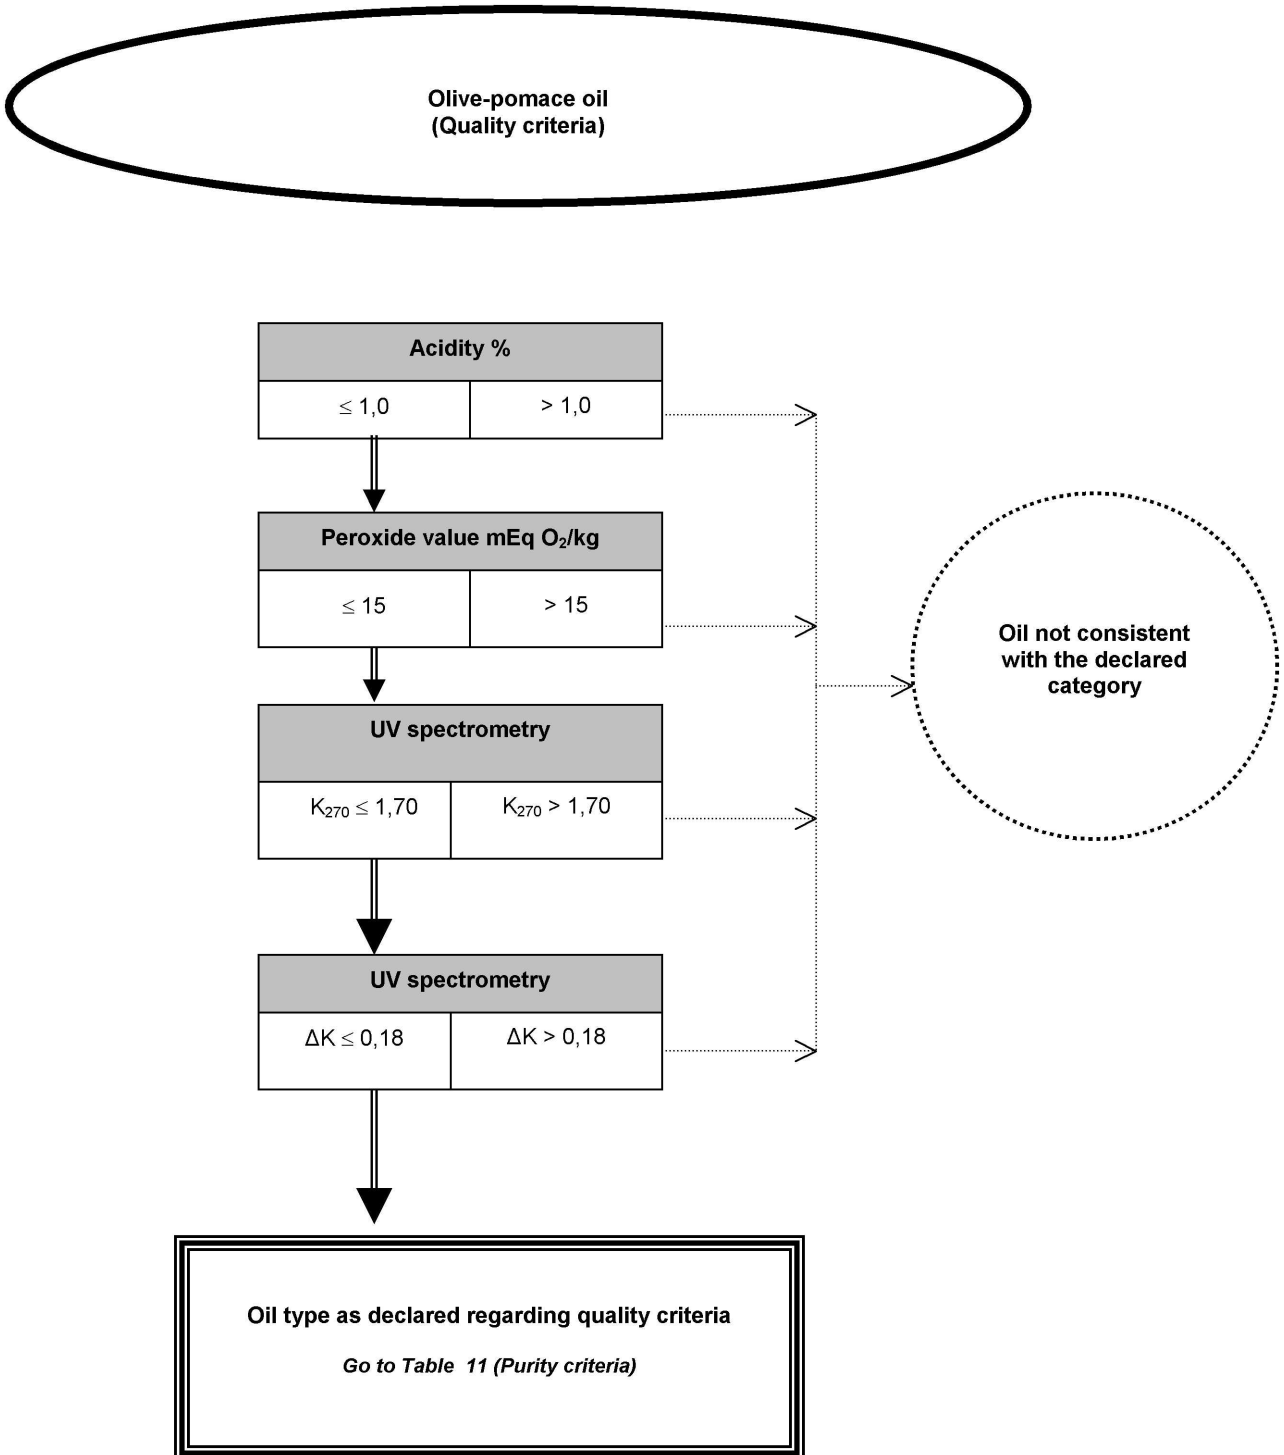 Olive-pomace oil
(Quality criteria)
Acidity %
≤ 1,0
> 1,0
Peroxide value mEq O₂/kg
≤ 15
> 15
Oil not consistent
with the declared
category
UV spectrometry
K₂₇₀ ≤ 1,70
K₂₇₀ > 1,70
UV spectrometry
ΔK ≤ 0,18
ΔK > 0,18
Oil type as declared regarding quality criteria
Go to Table 11 (Purity criteria)